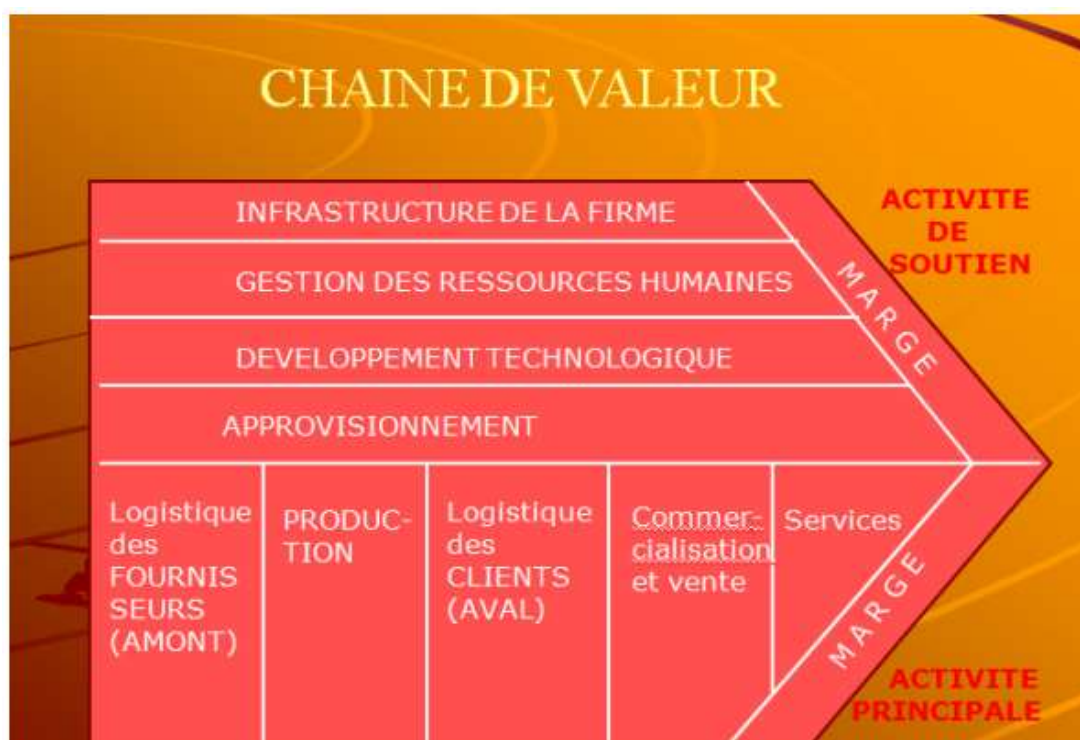 CHAINE DE VALEUR
INFRASTRUCTURE DE LA FIRME
GESTION DES RESSOURCES HUMAINES
DEVELOPPEMENT TECHNOLOGIQUE
APPROVISIONNEMENT
MARGE
ACTIVITE
DE
SOUTIEN
Logistique
des
FOURNIS
SEURS
(AMONT)
PRODUC-
TION
Logistique
des
CLIENTS
(AVAL)
Commer-
cialisation
et vente
Services
MARGE
ACTIVITE
PRINCIPALE